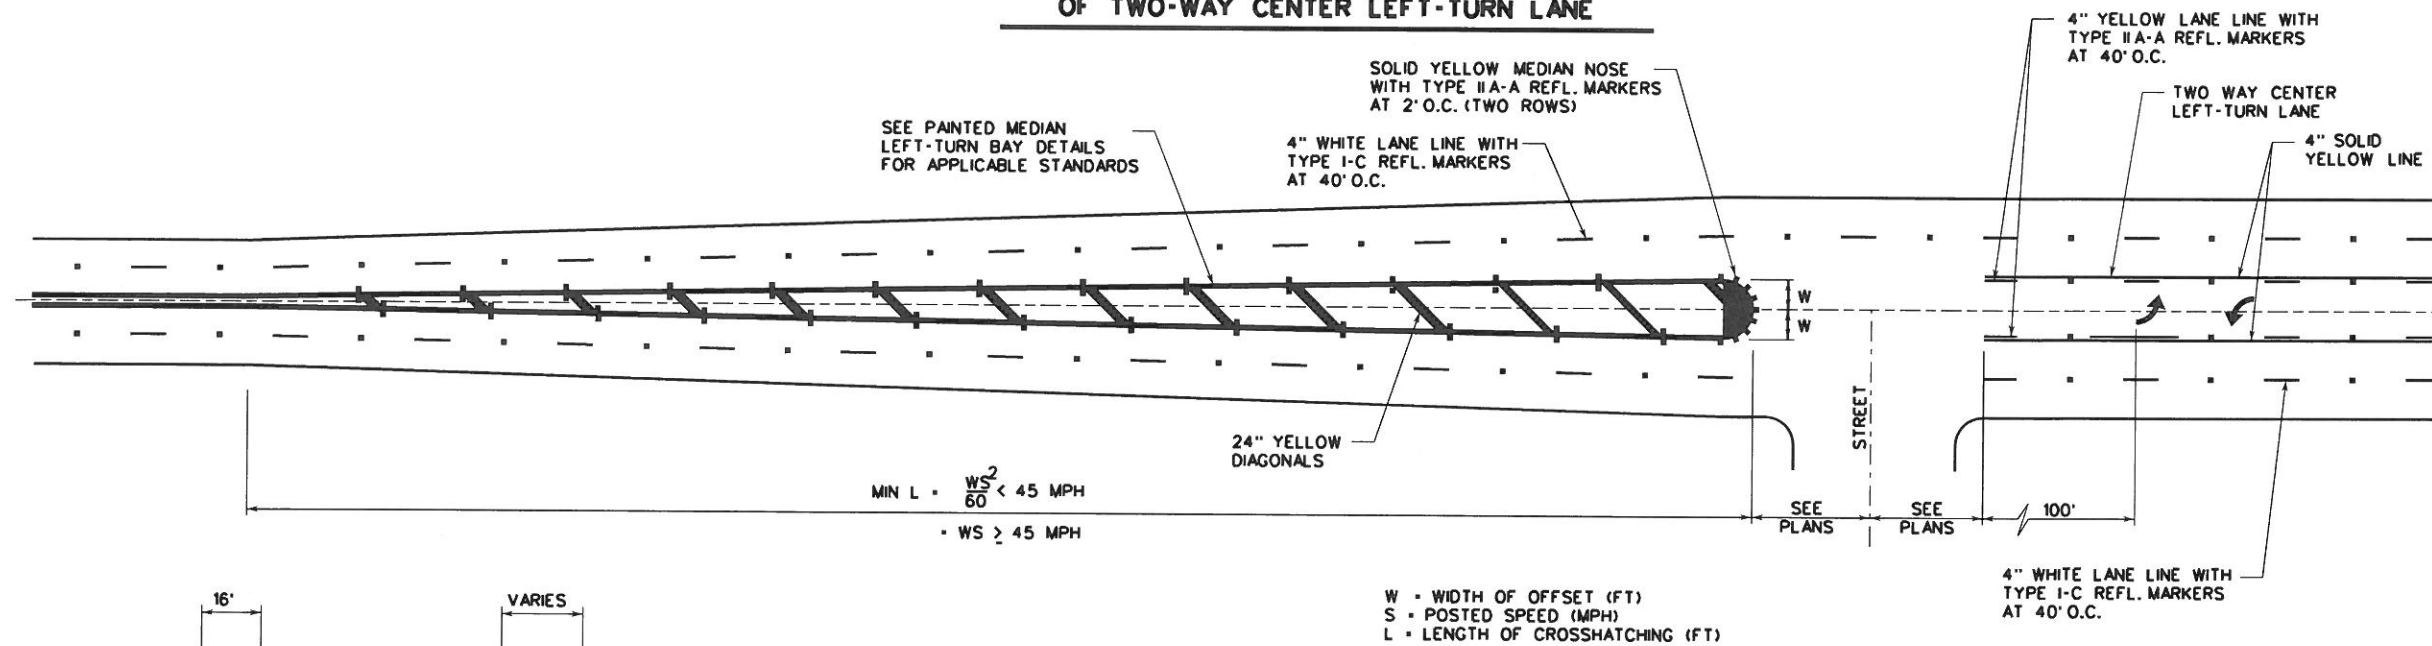 OF TWO-WAY CENTER LEFT-TURN LANE
4" YELLOW LANE LINE WITH
TYPE II A-A REFL. MARKERS
AT 40' O.C.
SOLID YELLOW MEDIAN NOSE
WITH TYPE II A-A REFL. MARKERS
AT 2' O.C. (TWO ROWS)
TWO WAY CENTER
LEFT-TURN LANE
SEE PAINTED MEDIAN
LEFT-TURN BAY DETAILS
FOR APPLICABLE STANDARDS
4" WHITE LANE LINE WITH
TYPE I-C REFL. MARKERS
AT 40' O.C.
4" SOLID
YELLOW LINE
W
W
STREET
24" YELLOW
DIAGONALS
MIN L = WS²/60 < 45 MPH
= WS ≥ 45 MPH
SEE
PLANS
SEE
PLANS
100'
4" WHITE LANE LINE WITH
TYPE I-C REFL. MARKERS
AT 40' O.C.
16'
VARIES
W = WIDTH OF OFFSET (FT)
S = POSTED SPEED (MPH)
L = LENGTH OF CROSSHATCHING (FT)